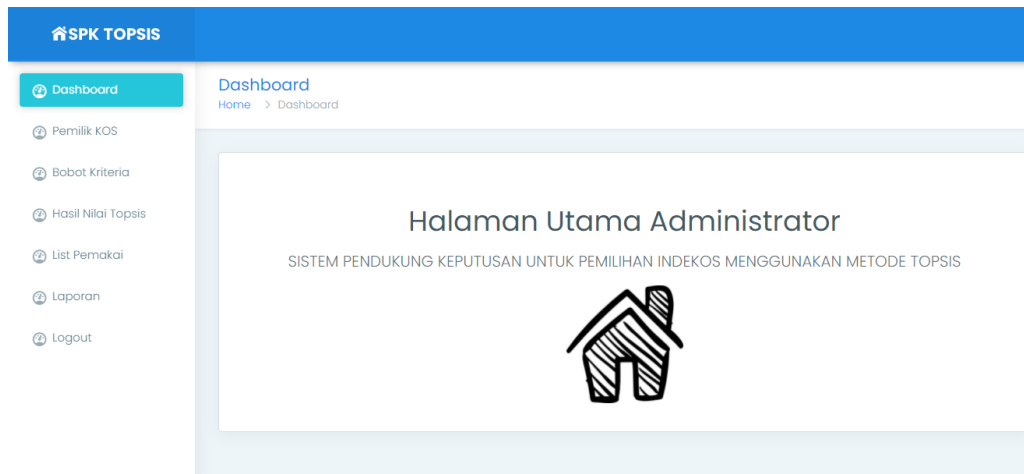 SPK TOPSIS
Dashboard
Pemilik KOS
Bobot Kriteria
Hasil Nilai Topsis
List Pemakai
Laporan
Logout
Dashboard
Home > Dashboard
Halaman Utama Administrator
SISTEM PENDUKUNG KEPUTUSAN UNTUK PEMILIHAN INDEKOS MENGGUNAKAN METODE TOPSIS